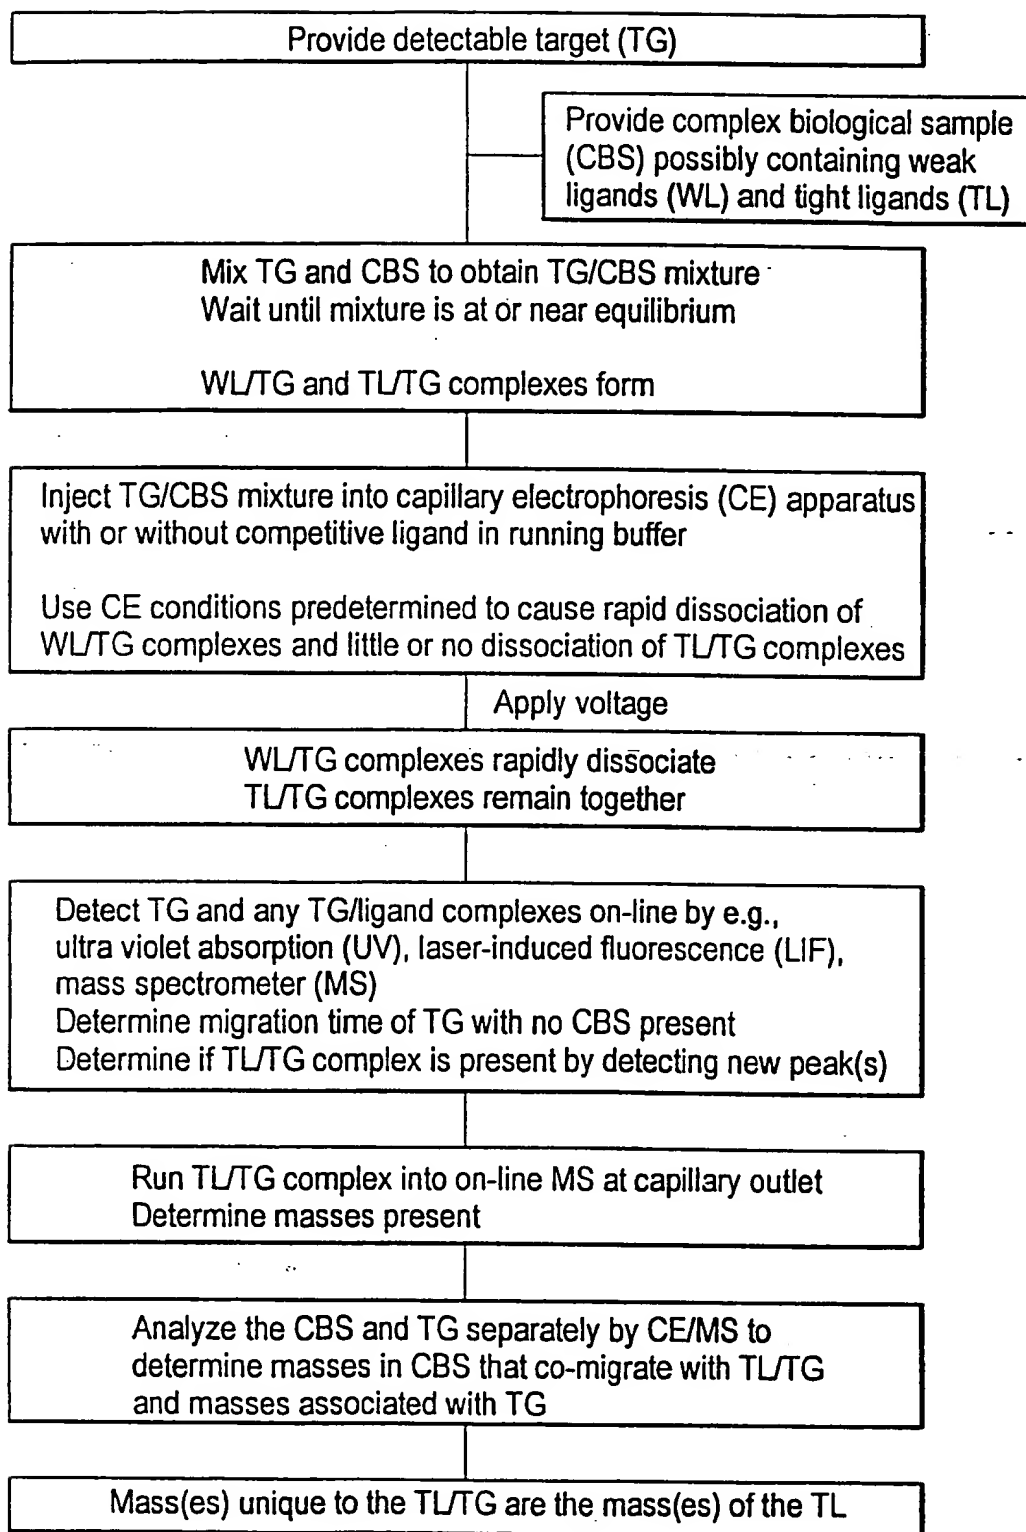 Provide detectable target (TG)
Provide complex biological sample
(CBS) possibly containing weak
ligands (WL) and tight ligands (TL)
Mix TG and CBS to obtain TG/CBS mixture
Wait until mixture is at or near equilibrium
WL/TG and TL/TG complexes form
Inject TG/CBS mixture into capillary electrophoresis (CE) apparatus
with or without competitive ligand in running buffer
Use CE conditions predetermined to cause rapid dissociation of
WL/TG complexes and little or no dissociation of TL/TG complexes
Apply voltage
WL/TG complexes rapidly dissociate
TL/TG complexes remain together
Detect TG and any TG/ligand complexes on-line by e.g.,
ultra violet absorption (UV), laser-induced fluorescence (LIF),
mass spectrometer (MS)
Determine migration time of TG with no CBS present
Determine if TL/TG complex is present by detecting new peak(s)
Run TL/TG complex into on-line MS at capillary outlet
Determine masses present
Analyze the CBS and TG separately by CE/MS to
determine masses in CBS that co-migrate with TL/TG
and masses associated with TG
Mass(es) unique to the TL/TG are the mass(es) of the TL